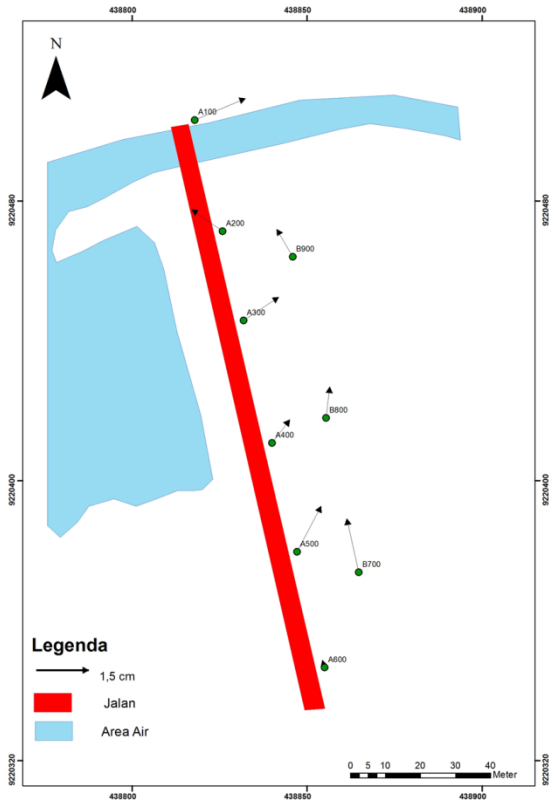 438800 438850 438900
N
A100
9220480 9220480
A200
B900
A300
B800
A400
9220400 9220400
A500
B700
Legenda
A600
1,5 cm
Jalan
Area Air
9220320 9220320
0 5 10 20 30 40
Meter
438800 438850 438900